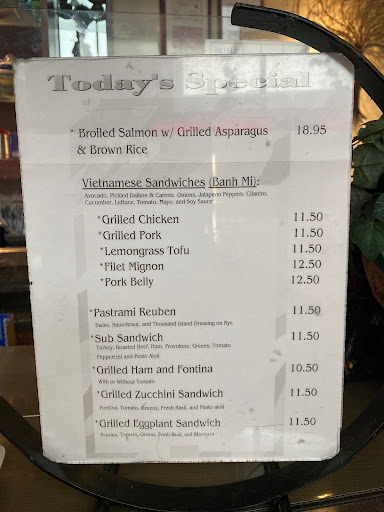 Today's Special
* Broiled Salmon w/ Grilled Asparagus 18.95
& Brown Rice
Vietnamese Sandwiches (Banh Mi):
Avocado, Pickled Daikon & Carrots, Onions, Jalapeno Peppers, Cilantro,
Cucumber, Lettuce, Tomato, Mayo, and Soy Sauce
*Grilled Chicken 11.50
*Grilled Pork 11.50
*Lemongrass Tofu 11.50
*Filet Mignon 12.50
*Pork Belly 12.50
*Pastrami Reuben 11.50
Swiss, Sauerkraut, and Thousand Island Dressing on Rye
*Sub Sandwich 11.50
Turkey, Roasted Beef, Ham, Provolone, Greens, Tomato
Pepperoncini and Pesto Aioli
*Grilled Ham and Fontina 10.50
With or Without Tomato
*Grilled Zucchini Sandwich 11.50
Fontina, Tomato, Greens, Fresh Basil, and Pesto aioli
*Grilled Eggplant Sandwich 11.50
Fontina, Tomato, Greens, Fresh Basil, and Marinara